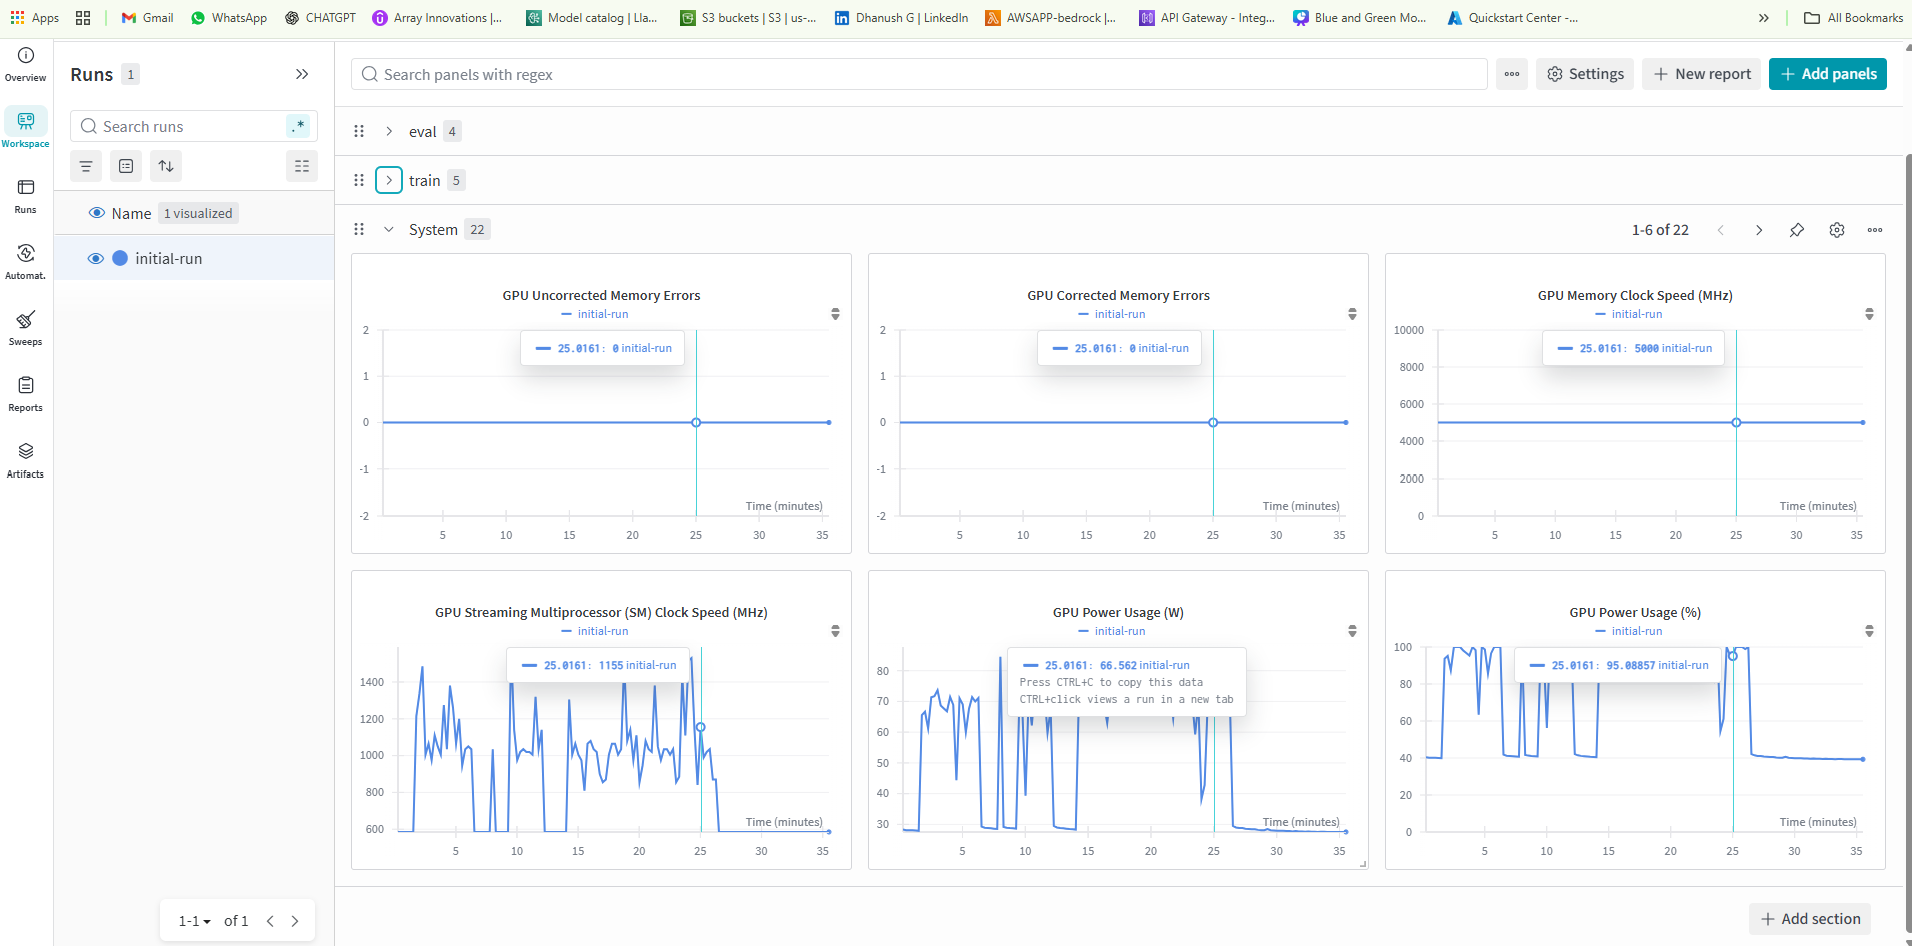 Apps
Gmail
WhatsApp
CHATGPT
Array Innovations |...
Model catalog | Lla...
S3 buckets | S3 | us-...
Dhanush G | LinkedIn
AWSAPP-bedrock |...
API Gateway - Integ...
Blue and Green Mo...
Quickstart Center -...
All Bookmarks
Overview
Workspace
Runs
Automat.
Sweeps
Reports
Artifacts
Runs 1
Search runs
.*
Name 1 visualized
initial-run
1-1 of 1
Search panels with regex
Settings
New report
Add panels
eval 4
train 5
System 22
1-6 of 22
GPU Uncorrected Memory Errors
initial-run
25.0161: 0 initial-run
2
1
0
-1
-2
Time (minutes)
5 10 15 20 25 30 35
GPU Corrected Memory Errors
initial-run
25.0161: 0 initial-run
2
1
0
-1
-2
Time (minutes)
5 10 15 20 25 30 35
GPU Memory Clock Speed (MHz)
initial-run
25.0161: 5000 initial-run
10000
8000
6000
4000
2000
0
Time (minutes)
5 10 15 20 25 30 35
GPU Streaming Multiprocessor (SM) Clock Speed (MHz)
initial-run
25.0161: 1155 initial-run
1400
1200
1000
800
600
Time (minutes)
5 10 15 20 25 30 35
GPU Power Usage (W)
initial-run
25.0161: 66.562 initial-run
Press CTRL+C to copy this data
CTRL+click views a run in a new tab
80
70
60
50
40
30
Time (minutes)
5 10 15 20 25 30 35
GPU Power Usage (%)
initial-run
25.0161: 95.08857 initial-run
100
80
60
40
20
0
Time (minutes)
5 10 15 20 25 30 35
Add section